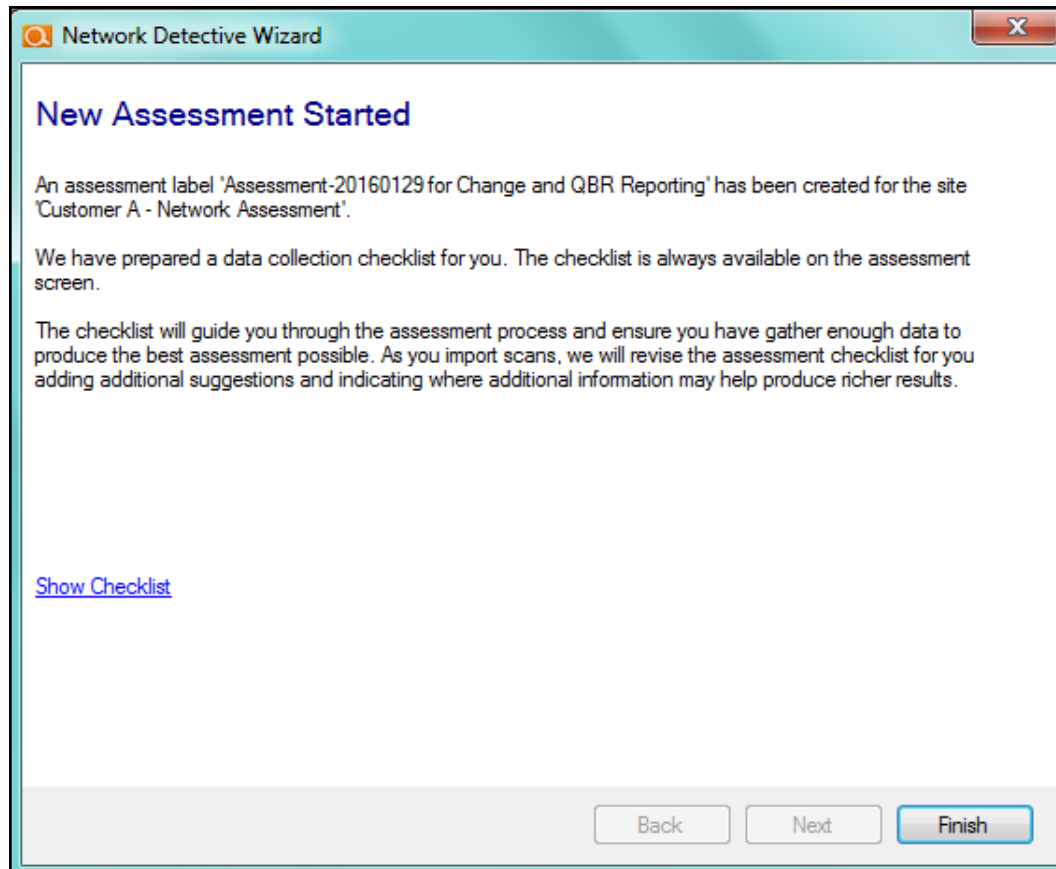 Network Detective Wizard
New Assessment Started
An assessment label 'Assessment-20160129 for Change and QBR Reporting' has been created for the site
'Customer A - Network Assessment'.
We have prepared a data collection checklist for you. The checklist is always available on the assessment
screen.
The checklist will guide you through the assessment process and ensure you have gather enough data to
produce the best assessment possible. As you import scans, we will revise the assessment checklist for you
adding additional suggestions and indicating where additional information may help produce richer results.
Show Checklist
Back Next Finish